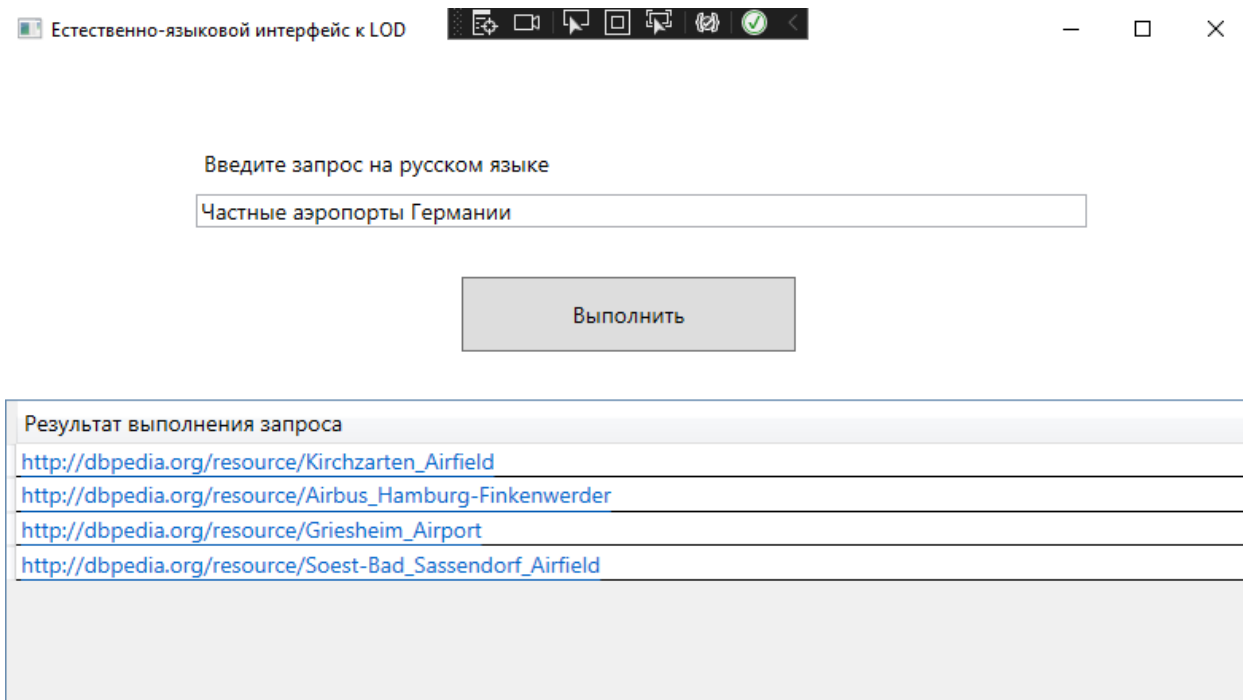 Естественно-языковой интерфейс к LOD
Введите запрос на русском языке
Частные аэропорты Германии
Выполнить
Результат выполнения запроса
http://dbpedia.org/resource/Kirchzarten_Airfield
http://dbpedia.org/resource/Airbus_Hamburg-Finkenwerder
http://dbpedia.org/resource/Griesheim_Airport
http://dbpedia.org/resource/Soest-Bad_Sassendorf_Airfield